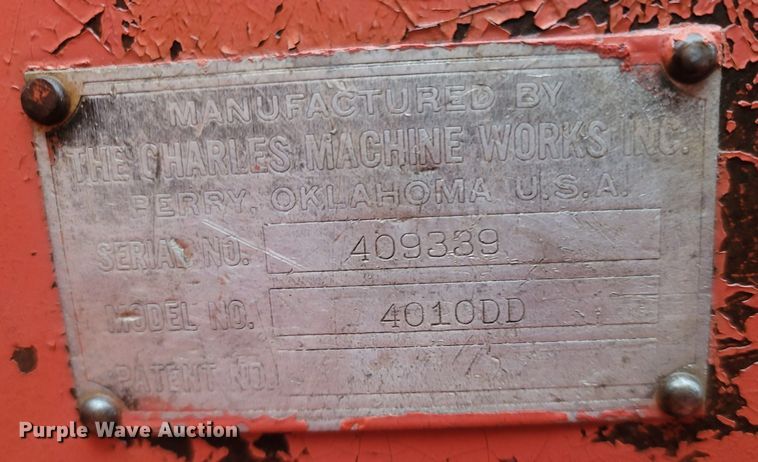 MANUFACTURED BY
THE CHARLES MACHINE WORKS INC.
PERRY, OKLAHOMA U.S.A.
SERIAL NO. 409339
MODEL NO. 4010DD
PATENT NO.
Purple Wave Auction